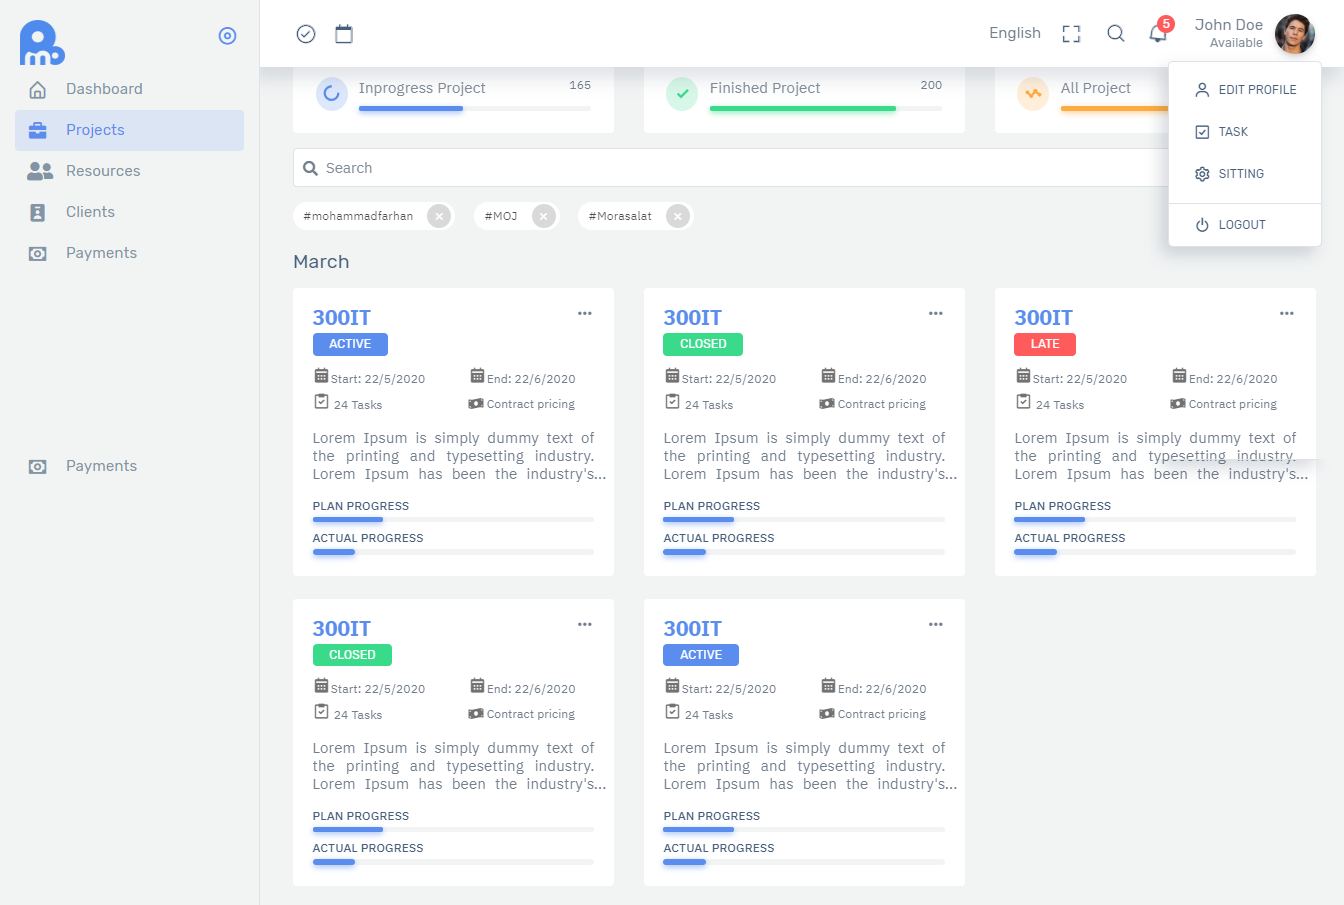 English
5
John Doe
Available
EDIT PROFILE
TASK
SITTING
LOGOUT
Dashboard
Projects
Resources
Clients
Payments
Payments
Inprogress Project
165
Finished Project
200
All Project
Search
#mohammadfarhan
#MOJ
#Morasalat
March
300IT
ACTIVE
Start: 22/5/2020
End: 22/6/2020
24 Tasks
Contract pricing
Lorem Ipsum is simply dummy text of
the printing and typesetting industry.
Lorem Ipsum has been the industry's...
PLAN PROGRESS
ACTUAL PROGRESS
300IT
CLOSED
Start: 22/5/2020
End: 22/6/2020
24 Tasks
Contract pricing
Lorem Ipsum is simply dummy text of
the printing and typesetting industry.
Lorem Ipsum has been the industry's...
PLAN PROGRESS
ACTUAL PROGRESS
300IT
LATE
Start: 22/5/2020
End: 22/6/2020
24 Tasks
Contract pricing
Lorem Ipsum is simply dummy text of
the printing and typesetting industry.
Lorem Ipsum has been the industry's...
PLAN PROGRESS
ACTUAL PROGRESS
300IT
CLOSED
Start: 22/5/2020
End: 22/6/2020
24 Tasks
Contract pricing
Lorem Ipsum is simply dummy text of
the printing and typesetting industry.
Lorem Ipsum has been the industry's...
PLAN PROGRESS
ACTUAL PROGRESS
300IT
ACTIVE
Start: 22/5/2020
End: 22/6/2020
24 Tasks
Contract pricing
Lorem Ipsum is simply dummy text of
the printing and typesetting industry.
Lorem Ipsum has been the industry's...
PLAN PROGRESS
ACTUAL PROGRESS